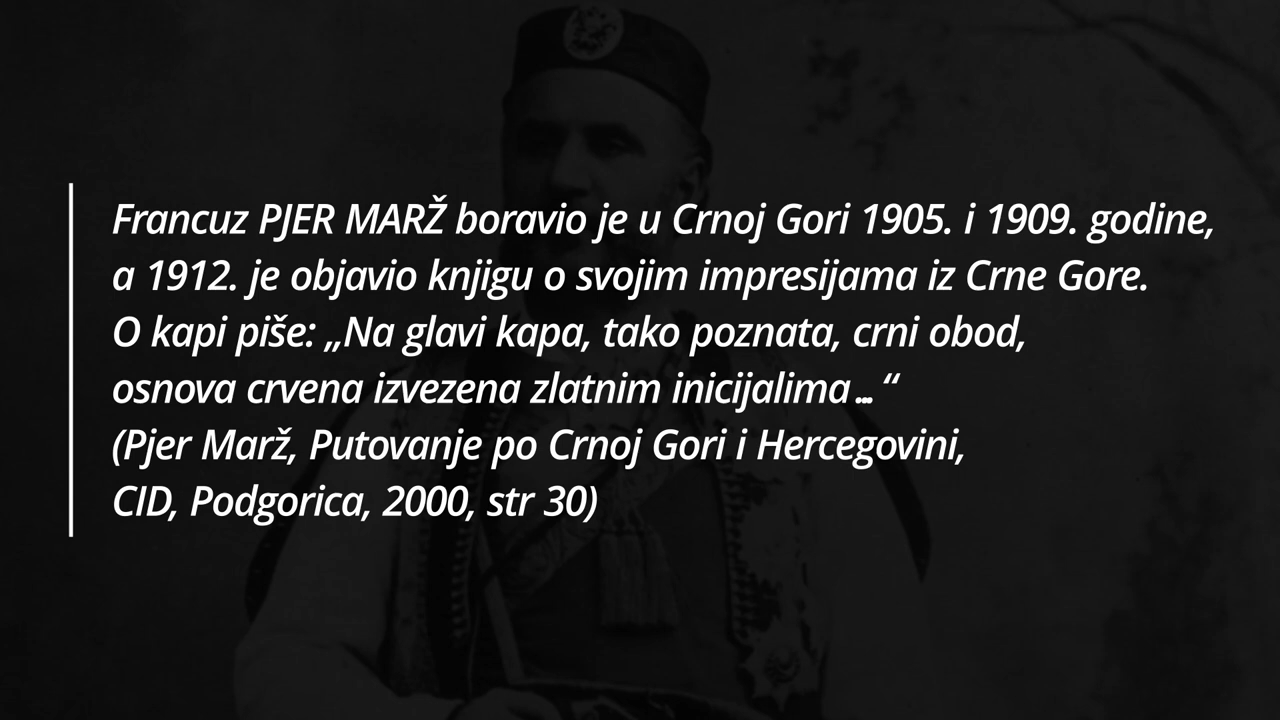 Francuz PJER MARŽ boravio je u Crnoj Gori 1905. i 1909. godine,
a 1912. je objavio knjigu o svojim impresijama iz Crne Gore.
O kapi piše: „Na glavi kapa, tako poznata, crni obod,
osnova crvena izvezena zlatnim inicijalima... “
(Pjer Marž, Putovanje po Crnoj Gori i Hercegovini,
CID, Podgorica, 2000, str 30)